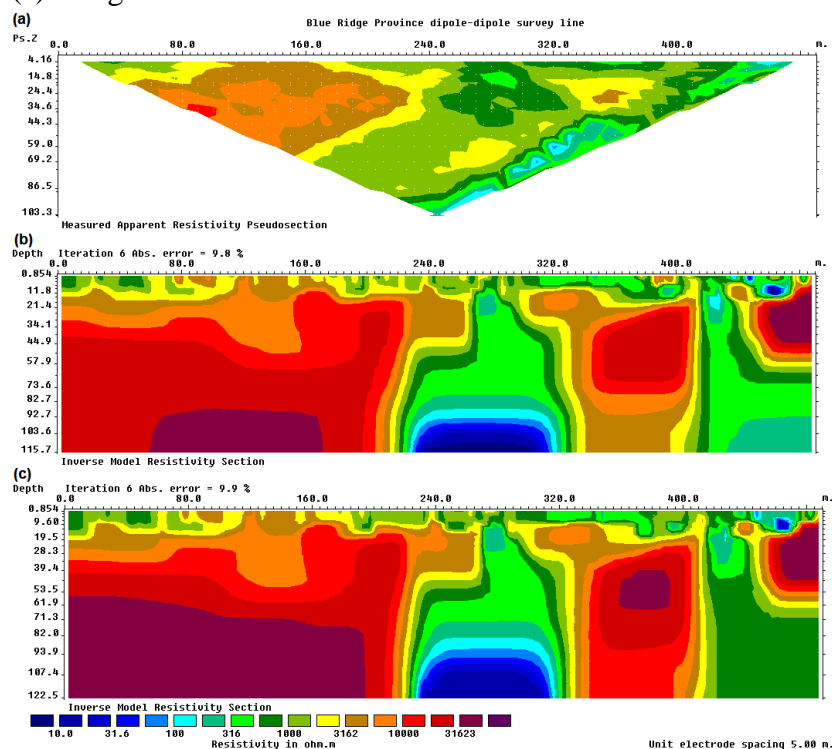 (a)
Blue Ridge Province dipole-dipole survey line
Ps.Z 0.0 80.0 160.0 240.0 320.0 400.0 m.
4.16
14.8
24.4
34.6
44.3
59.0
69.2
86.5
103.3
Measured Apparent Resistivity Pseudosection
(b)
Depth Iteration 6 Abs. error = 9.8 %
0.0 80.0 160.0 240.0 320.0 400.0 m.
0.854
11.8
21.4
34.1
44.9
57.9
73.6
82.7
92.7
103.6
115.7
Inverse Model Resistivity Section
(c)
Depth Iteration 6 Abs. error = 9.9 %
0.0 80.0 160.0 240.0 320.0 400.0 m.
0.854
9.60
19.5
28.3
39.4
53.5
61.9
71.3
82.0
93.9
107.4
122.5
Inverse Model Resistivity Section
10.0 31.6 100 316 1000 3162 10000 31623
Resistivity in ohm.m Unit electrode spacing 5.00 m.